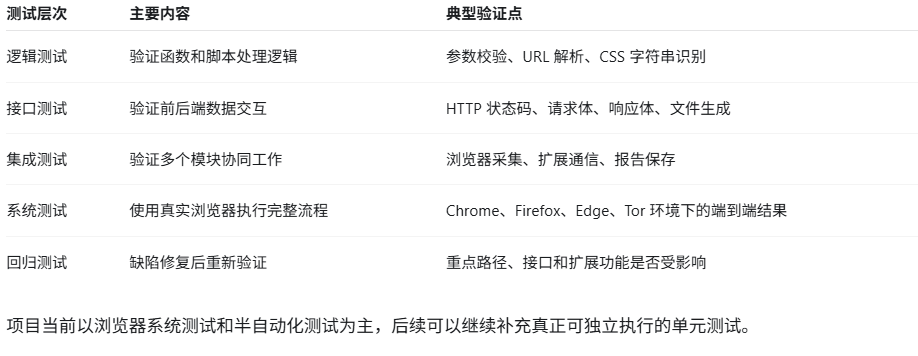 测试层次 主要内容 典型验证点
逻辑测试 验证函数和脚本处理逻辑 参数校验、URL 解析、CSS 字符串识别
接口测试 验证前后端数据交互 HTTP 状态码、请求体、响应体、文件生成
集成测试 验证多个模块协同工作 浏览器采集、扩展通信、报告保存
系统测试 使用真实浏览器执行完整流程 Chrome、Firefox、Edge、Tor 环境下的端到端结果
回归测试 缺陷修复后重新验证 重点路径、接口和扩展功能是否受影响
项目当前以浏览器系统测试和半自动化测试为主，后续可以继续补充真正可独立执行的单元测试。